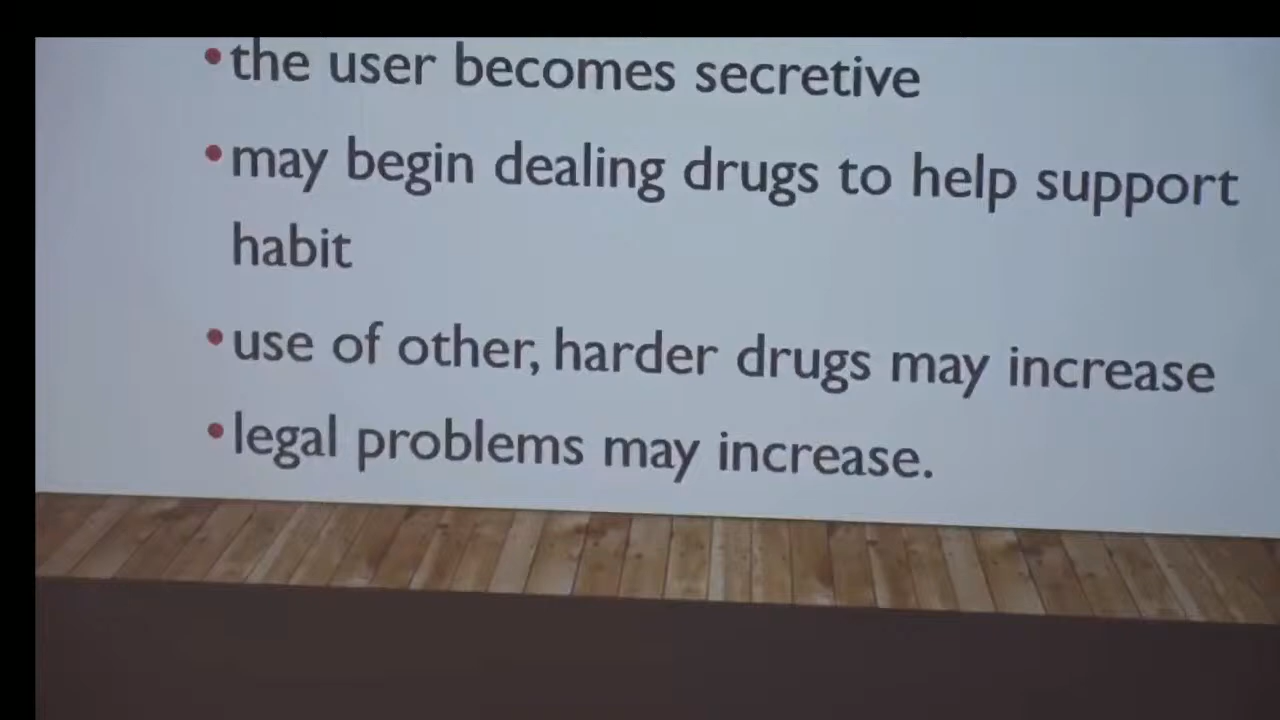 •the user becomes secretive
•may begin dealing drugs to help support
habit
•use of other, harder drugs may increase
•legal problems may increase.